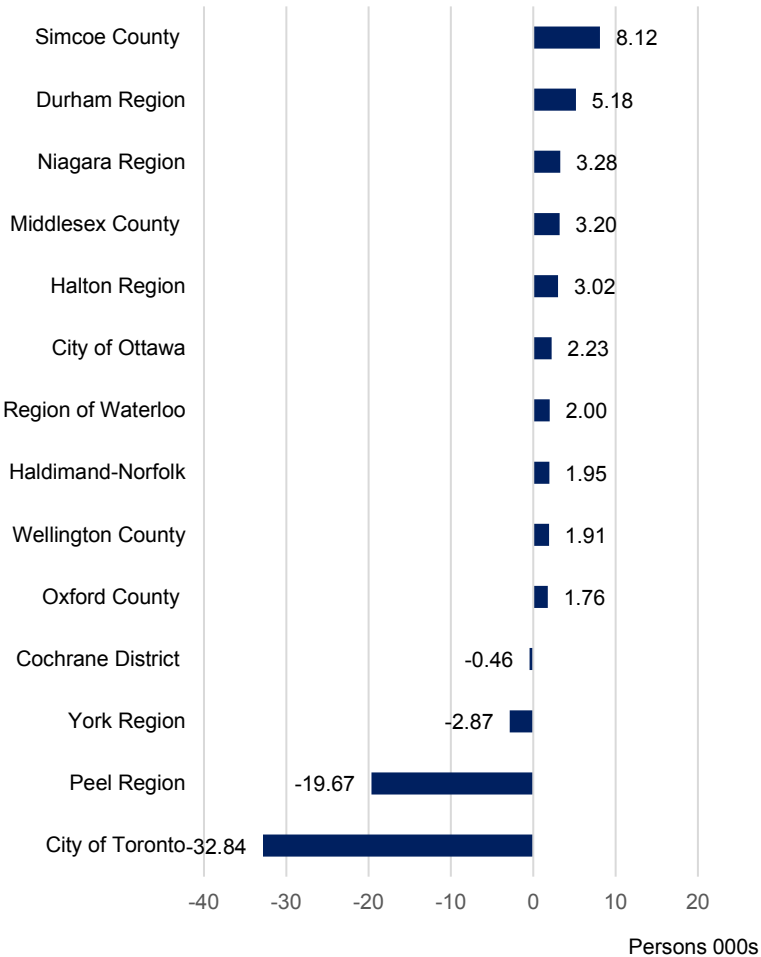 Simcoe County 8.12
Durham Region 5.18
Niagara Region 3.28
Middlesex County 3.20
Halton Region 3.02
City of Ottawa 2.23
Region of Waterloo 2.00
Haldimand-Norfolk 1.95
Wellington County 1.91
Oxford County 1.76
Cochrane District -0.46
York Region -2.87
Peel Region -19.67
City of Toronto -32.84
-40 -30 -20 -10 0 10 20
Persons 000s